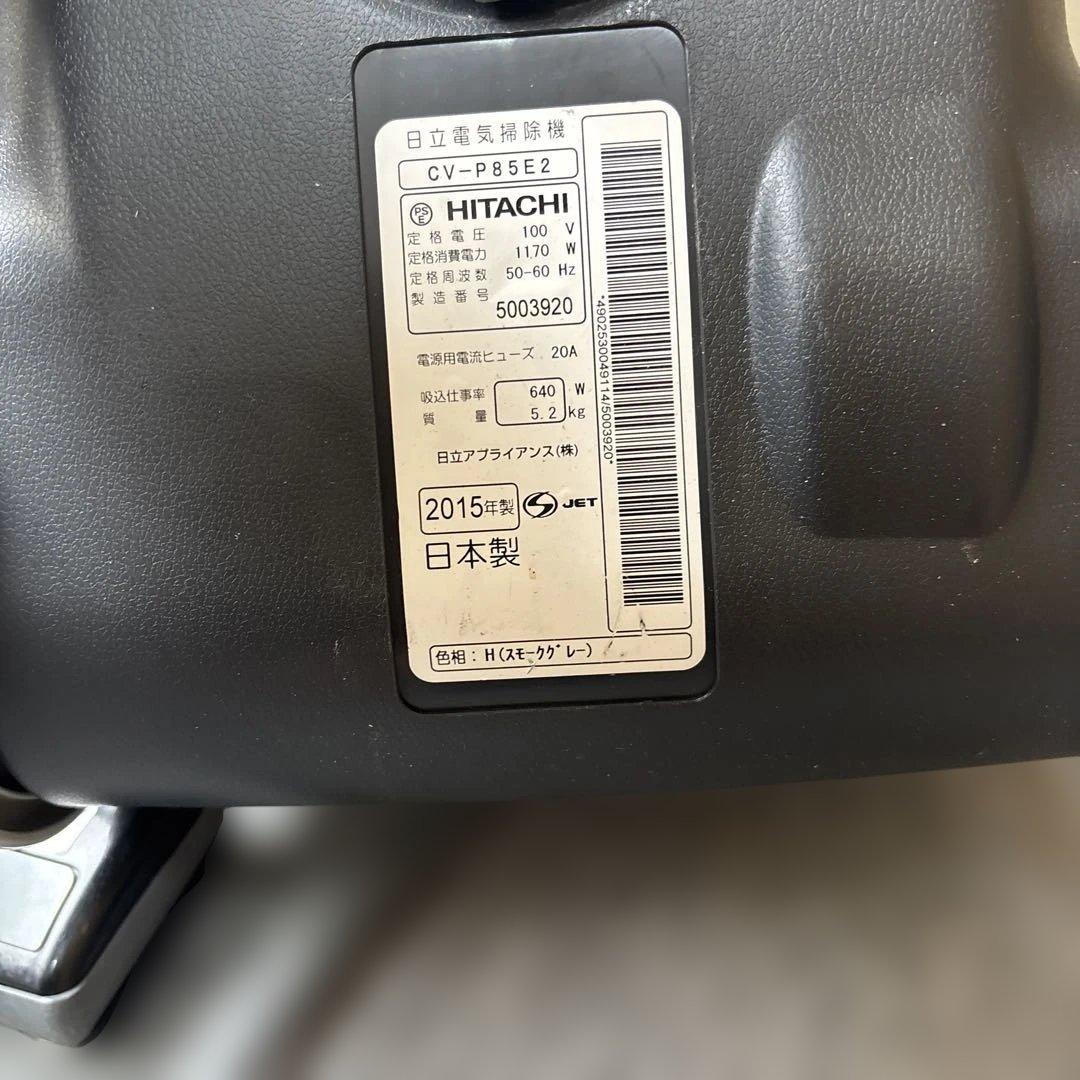 日立電気掃除機
CV-P85E2
PS E HITACHI
定格電圧 100 V
定格消費電力 1170 W
定格周波数 50-60 Hz
製造番号 5003920
電源用電流ヒューズ 20A
吸込仕事率 640 W
質量 5.2 kg
日立アプライアンス(株)
2015年製 S JET
日本製
色相:H(スモークグレー)
*4902530049114/5003920*